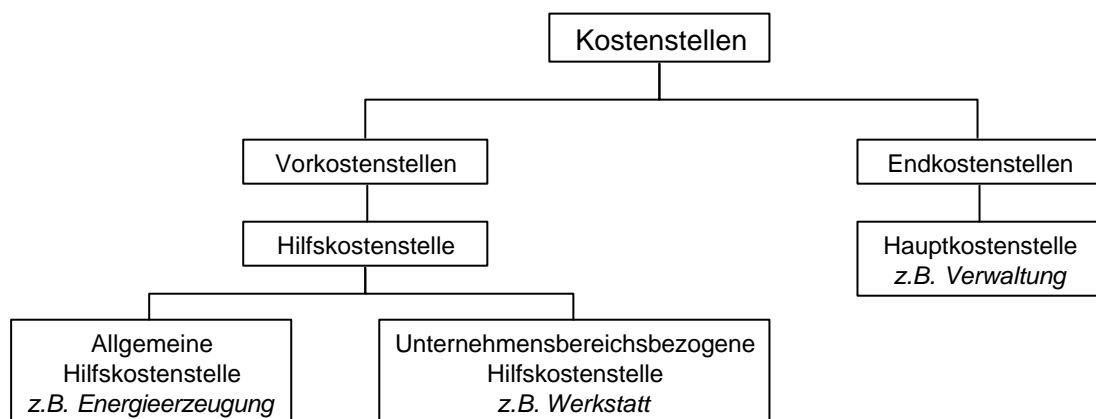 Kostenstellen
Vorkostenstellen
Endkostenstellen
Hilfskostenstelle
Hauptkostenstelle
z.B. Verwaltung
Allgemeine
Hilfskostenstelle
z.B. Energieerzeugung
Unternehmensbereichsbezogene
Hilfskostenstelle
z.B. Werkstatt